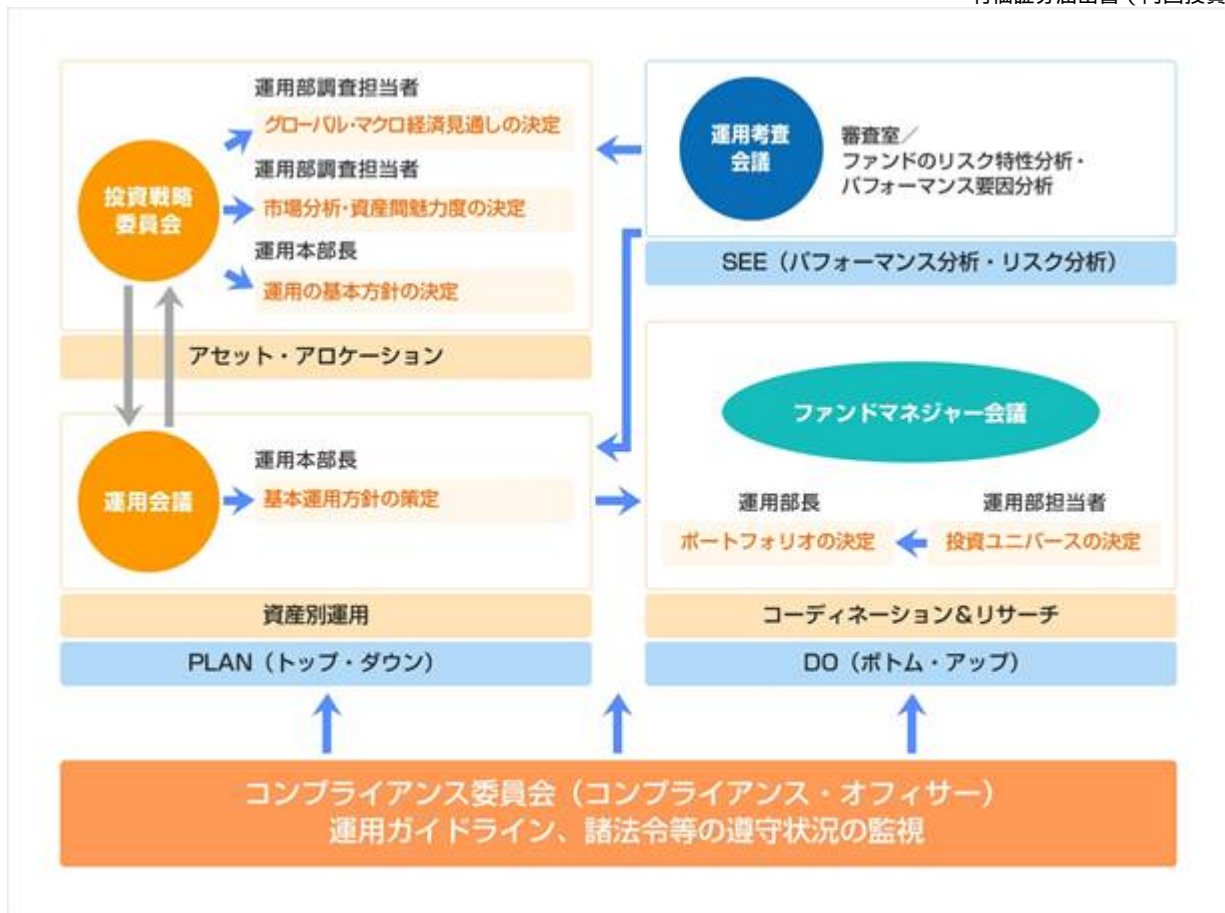 運用部調査担当者
グローバル・マクロ経済見通しの決定
投資戦略
委員会
運用部調査担当者
市場分析・資産間魅力度の決定
運用本部長
運用の基本方針の決定
アセット・アロケーション
運用考査
会議
審査室／
ファンドのリスク特性分析・
パフォーマンス要因分析
SEE（パフォーマンス分析・リスク分析）
運用会議
運用本部長
基本運用方針の策定
資産別運用
PLAN（トップ・ダウン）
ファンドマネジャー会議
運用部長
ポートフォリオの決定
運用部担当者
投資ユニバースの決定
コーディネーション＆リサーチ
DO（ボトム・アップ）
コンプライアンス委員会（コンプライアンス・オフィサー）
運用ガイドライン、諸法令等の遵守状況の監視